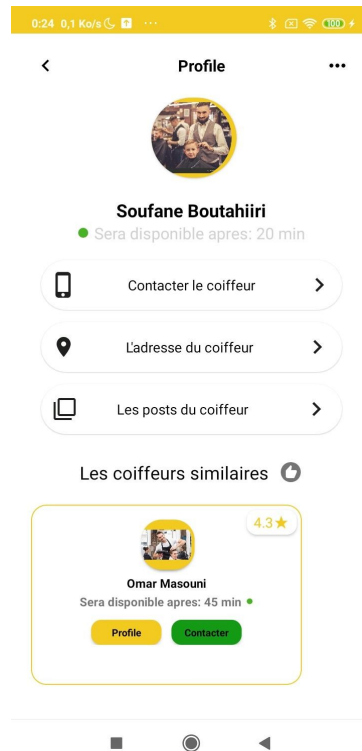 0:24 0,1 Ko/s
100
Profile
Soufane Boutahiiri
Sera disponible apres: 20 min
Contacter le coiffeur
L'adresse du coiffeur
Les posts du coiffeur
Les coiffeurs similaires
4.3
Omar Masouni
Sera disponible apres: 45 min
Profile Contacter